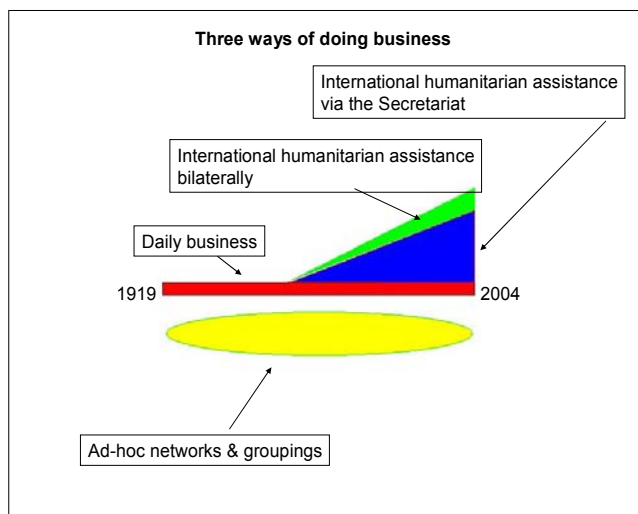 Three ways of doing business
International humanitarian assistance
via the Secretariat
International humanitarian assistance
bilaterally
Daily business
1919
2004
Ad-hoc networks & groupings